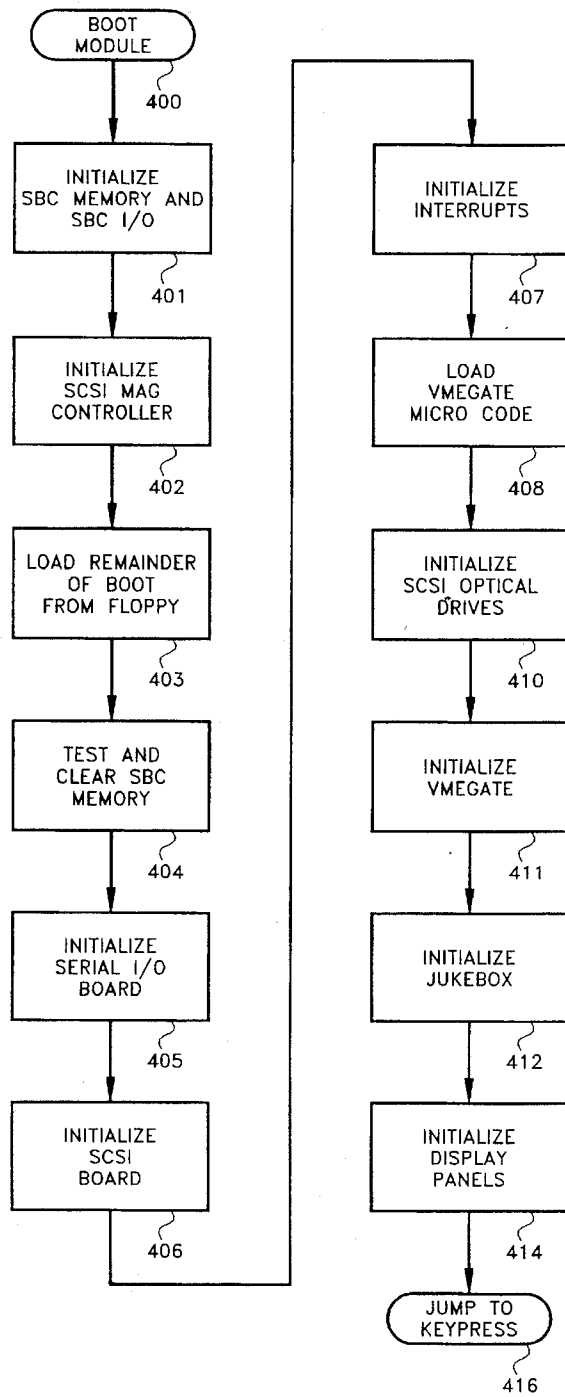 BOOT
MODULE
400
INITIALIZE
SBC MEMORY AND
SBC I/O
401
INITIALIZE
SCSI MAG
CONTROLLER
402
LOAD REMAINDER
OF BOOT
FROM FLOPPY
403
TEST AND
CLEAR SBC
MEMORY
404
INITIALIZE
SERIAL I/O
BOARD
405
INITIALIZE
SCSI
BOARD
406
INITIALIZE
INTERRUPTS
407
LOAD
VMEGATE
MICRO CODE
408
INITIALIZE
SCSI OPTICAL
DRIVES
410
INITIALIZE
VMEGATE
411
INITIALIZE
JUKEBOX
412
INITIALIZE
DISPLAY
PANELS
414
JUMP TO
KEYPRESS
416